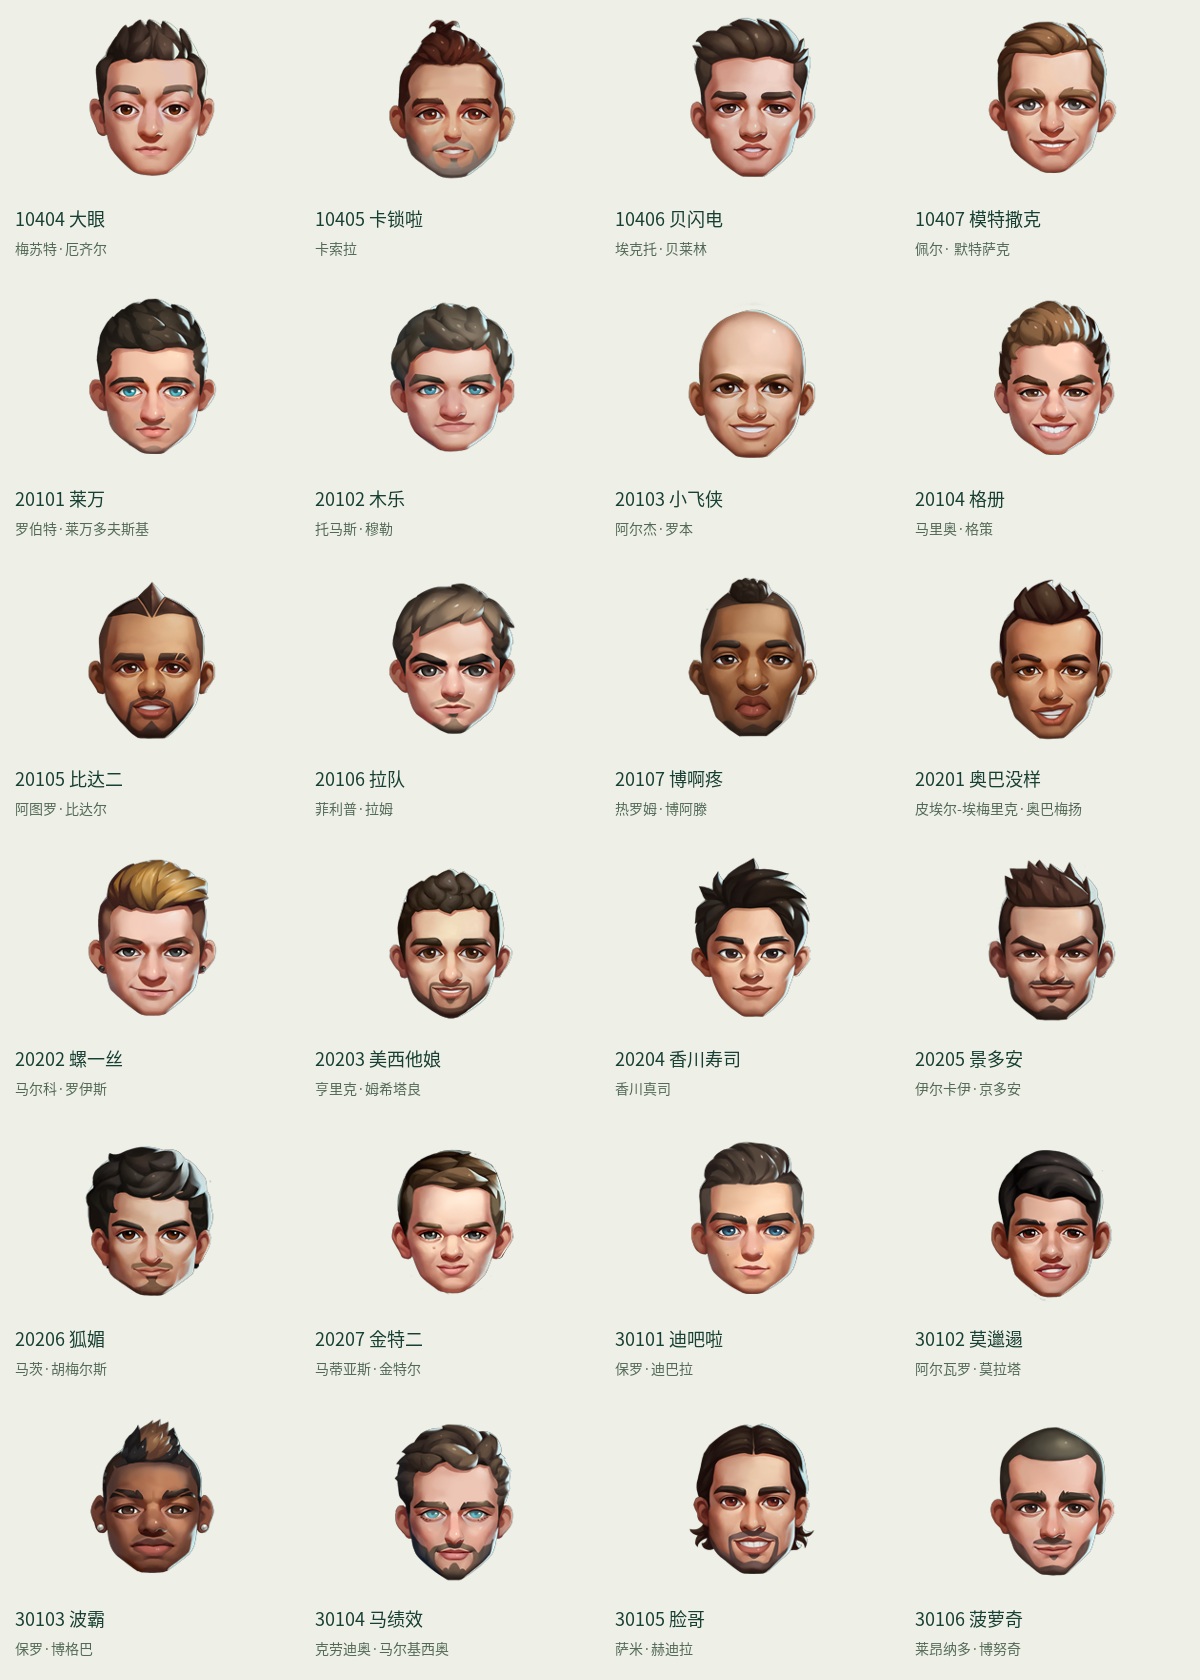 10404 大眼
10405 卡锁啦
10406 贝闪电
10407 模特撒克
梅苏特·厄齐尔
卡索拉
埃克托·贝莱林
佩尔· 默特萨克
20101 莱万
20102 木乐
20103 小飞侠
20104 格册
罗伯特·莱万多夫斯基
托马斯·穆勒
阿尔杰·罗本
马里奥·格策
20105 比达二
20106 拉队
20107 博啊疼
20201 奥巴没样
阿图罗·比达尔
菲利普·拉姆
热罗姆·博阿滕
皮埃尔-埃梅里克·奥巴梅扬
20202 螺一丝
20203 美西他娘
20204 香川寿司
20205 景多安
马尔科·罗伊斯
亨里克·姆希塔良
香川真司
伊尔卡伊·京多安
20206 狐媚
20207 金特二
30101 迪吧啦
30102 莫邋遢
马茨·胡梅尔斯
马蒂亚斯·金特尔
保罗·迪巴拉
阿尔瓦罗·莫拉塔
30103 波霸
30104 马绩效
30105 脸哥
30106 菠萝奇
保罗·博格巴
克劳迪奥·马尔基西奥
萨米·赫迪拉
莱昂纳多·博努奇